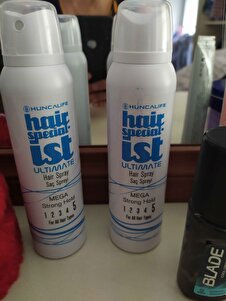 HUNCALIFE
hair
special-
ist
ULTIMATE
Hair Spray
Saç Spreyi
MEGA
Strong Hold
1 2 3 4 5
For All Hair Types
HUNCALIFE
hair
special-
ist
ULTIMATE
Hair Spray
Saç Spreyi
MEGA
Strong Hold
1 2 3 4 5
For All Hair Types
BLADE